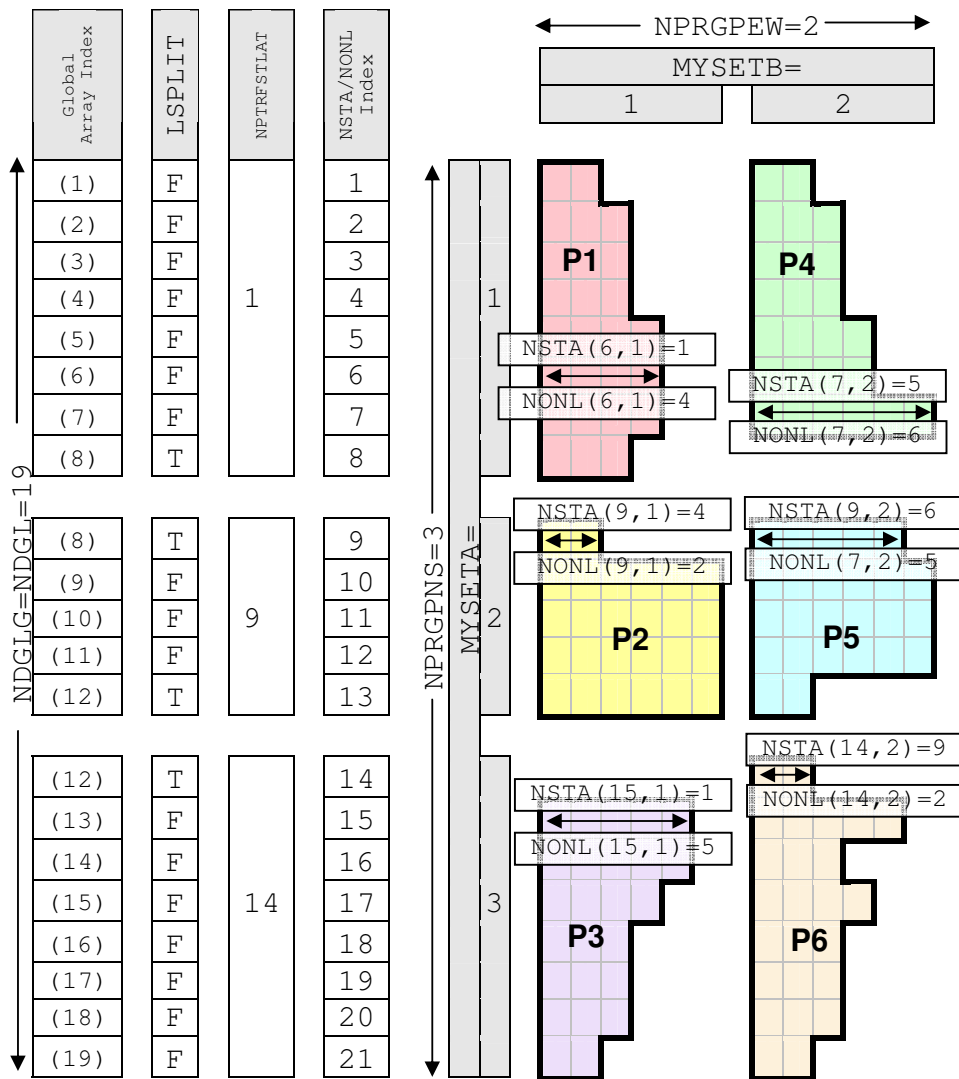 Global Array Index
LSPLIT
NPTRFSTLAT
NSTA/NONL Index
NPRGPEW=2
MYSETB=
1 2
NDGLG=NDGL=19
NPRGPNS=3
MYSETA=
(1) F 1 1
(2) F 2
(3) F 3
(4) F 4
(5) F 5
(6) F 6
(7) F 7
(8) T 8
1
P1
NSTA(6,1)=1
NONL(6,1)=4
P4
NSTA(7,2)=5
NONL(7,2)=6
(8) T 9 9
(9) F 10
(10) F 11
(11) F 12
(12) T 13
2
NSTA(9,1)=4
NONL(9,1)=2
P2
NSTA(9,2)=6
NONL(7,2)=5
P5
(12) T 14 14
(13) F 15
(14) F 16
(15) F 17
(16) F 18
(17) F 19
(18) F 20
(19) F 21
3
NSTA(15,1)=1
NONL(15,1)=5
P3
NSTA(14,2)=9
NONL(14,2)=2
P6